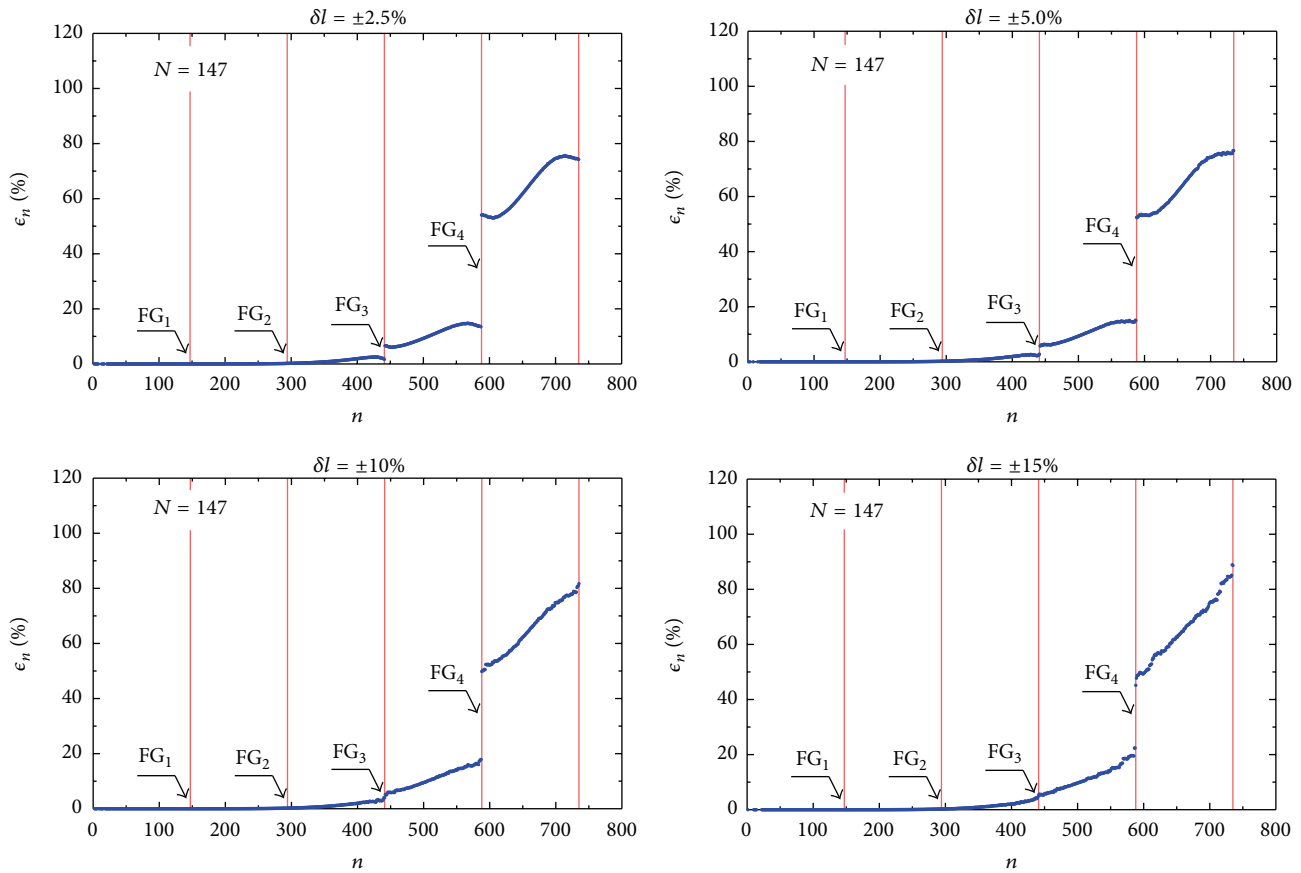 δl = ±2.5%
120
100
80
60
40
20
0
ϵn (%)
N = 147
FG1
FG2
FG3
FG4
0 100 200 300 400 500 600 700 800
n
δl = ±5.0%
120
100
80
60
40
20
0
ϵn (%)
N = 147
FG1
FG2
FG3
FG4
0 100 200 300 400 500 600 700 800
n
δl = ±10%
120
100
80
60
40
20
0
ϵn (%)
N = 147
FG1
FG2
FG3
FG4
0 100 200 300 400 500 600 700 800
n
δl = ±15%
120
100
80
60
40
20
0
ϵn (%)
N = 147
FG1
FG2
FG3
FG4
0 100 200 300 400 500 600 700 800
n